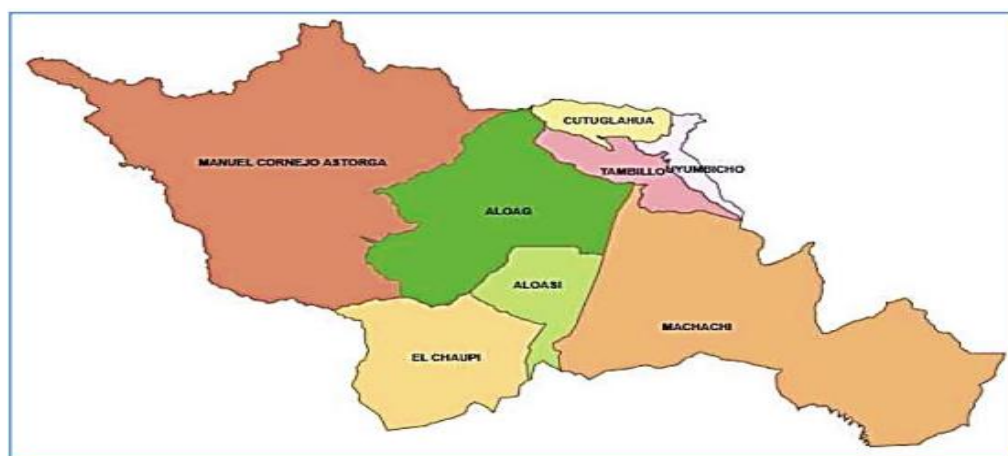 CUTUGLAHUA
MANUEL CORNEJO ASTORGA
TAMBILLO
UYUMBICHO
ALOAG
ALOASI
MACHACHI
EL CHAUPI